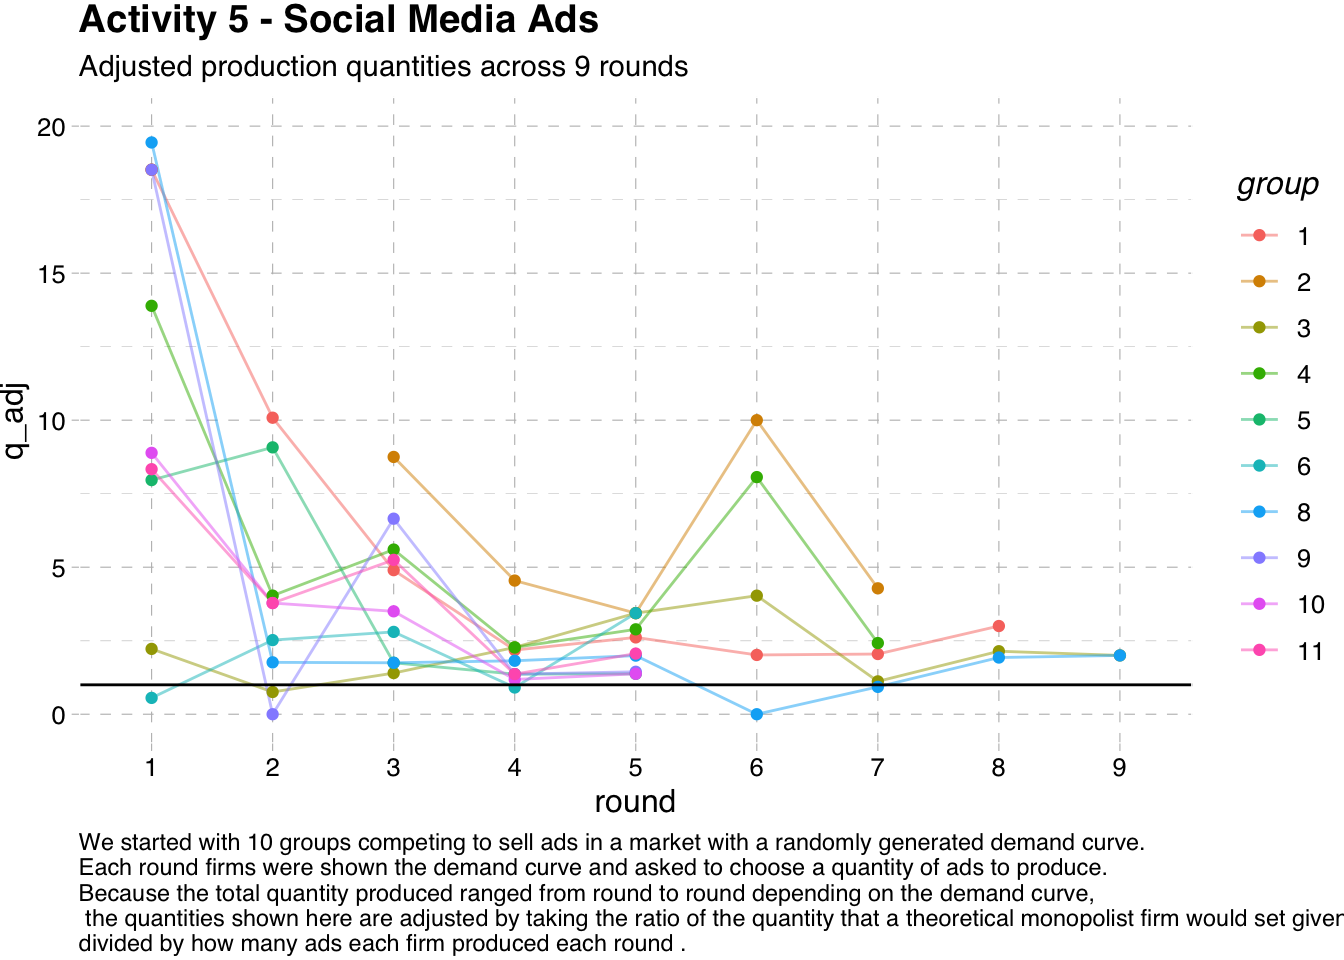 Activity 5 - Social Media Ads
Adjusted production quantities across 9 rounds
q_adj
20
15
10
5
0
1 2 3 4 5 6 7 8 9
round
group
1
2
3
4
5
6
8
9
10
11
We started with 10 groups competing to sell ads in a market with a randomly generated demand curve.
Each round firms were shown the demand curve and asked to choose a quantity of ads to produce.
Because the total quantity produced ranged from round to round depending on the demand curve,
the quantities shown here are adjusted by taking the ratio of the quantity that a theoretical monopolist firm would set given
divided by how many ads each firm produced each round .